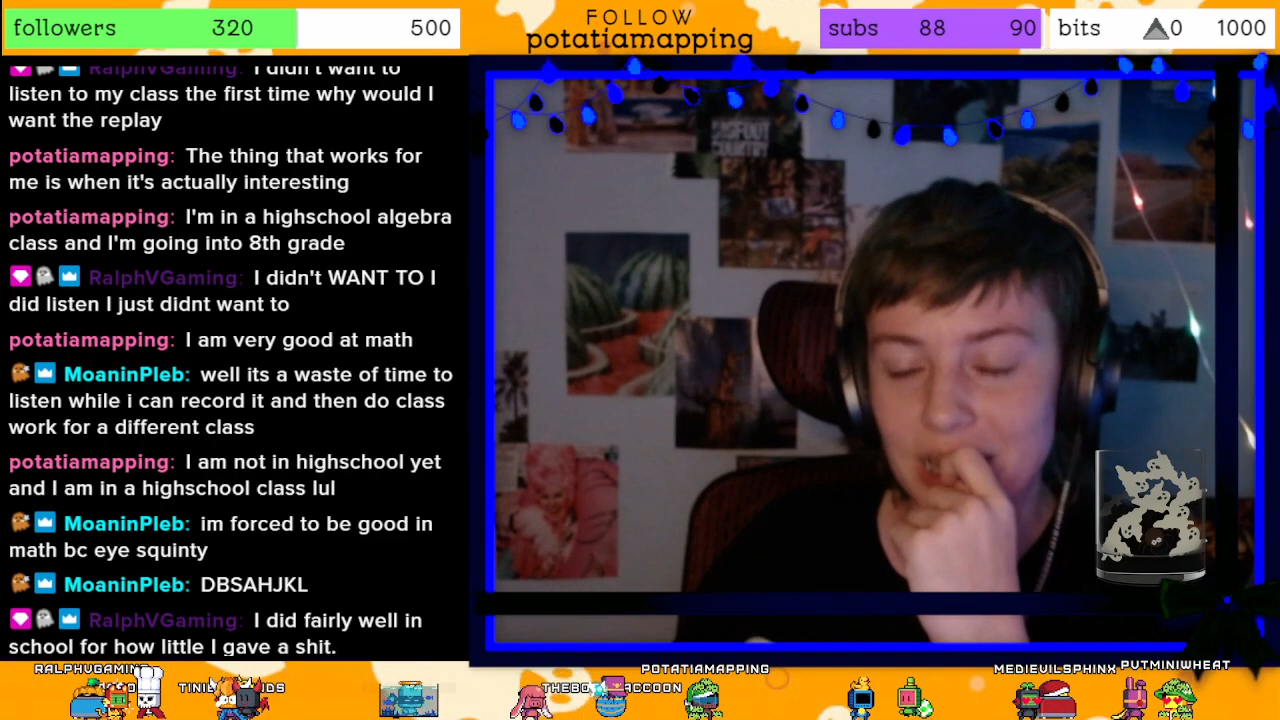 followers 320 500
FOLLOW
potatiamapping
subs 88 90
bits 0 1000
RalphVGaming: I didn't want to
listen to my class the first time why would I
want the replay
potatiamapping: The thing that works for
me is when it's actually interesting
potatiamapping: I'm in a highschool algebra
class and I'm going into 8th grade
RalphVGaming: I didn't WANT TO I
did listen I just didnt want to
potatiamapping: I am very good at math
MoaninPleb: well its a waste of time to
listen while i can record it and then do class
work for a different class
potatiamapping: I am not in highschool yet
and I am in a highschool class lul
MoaninPleb: im forced to be good in
math bc eye squinty
MoaninPleb: DBSAHJKL
RalphVGaming: I did fairly well in
school for how little I gave a shit.
BIGFOOT
COUNTRY
RALPHVGAMING
POTATIAMAPPING
MEDIEVILSPHINX
PUTMINIWHEAT